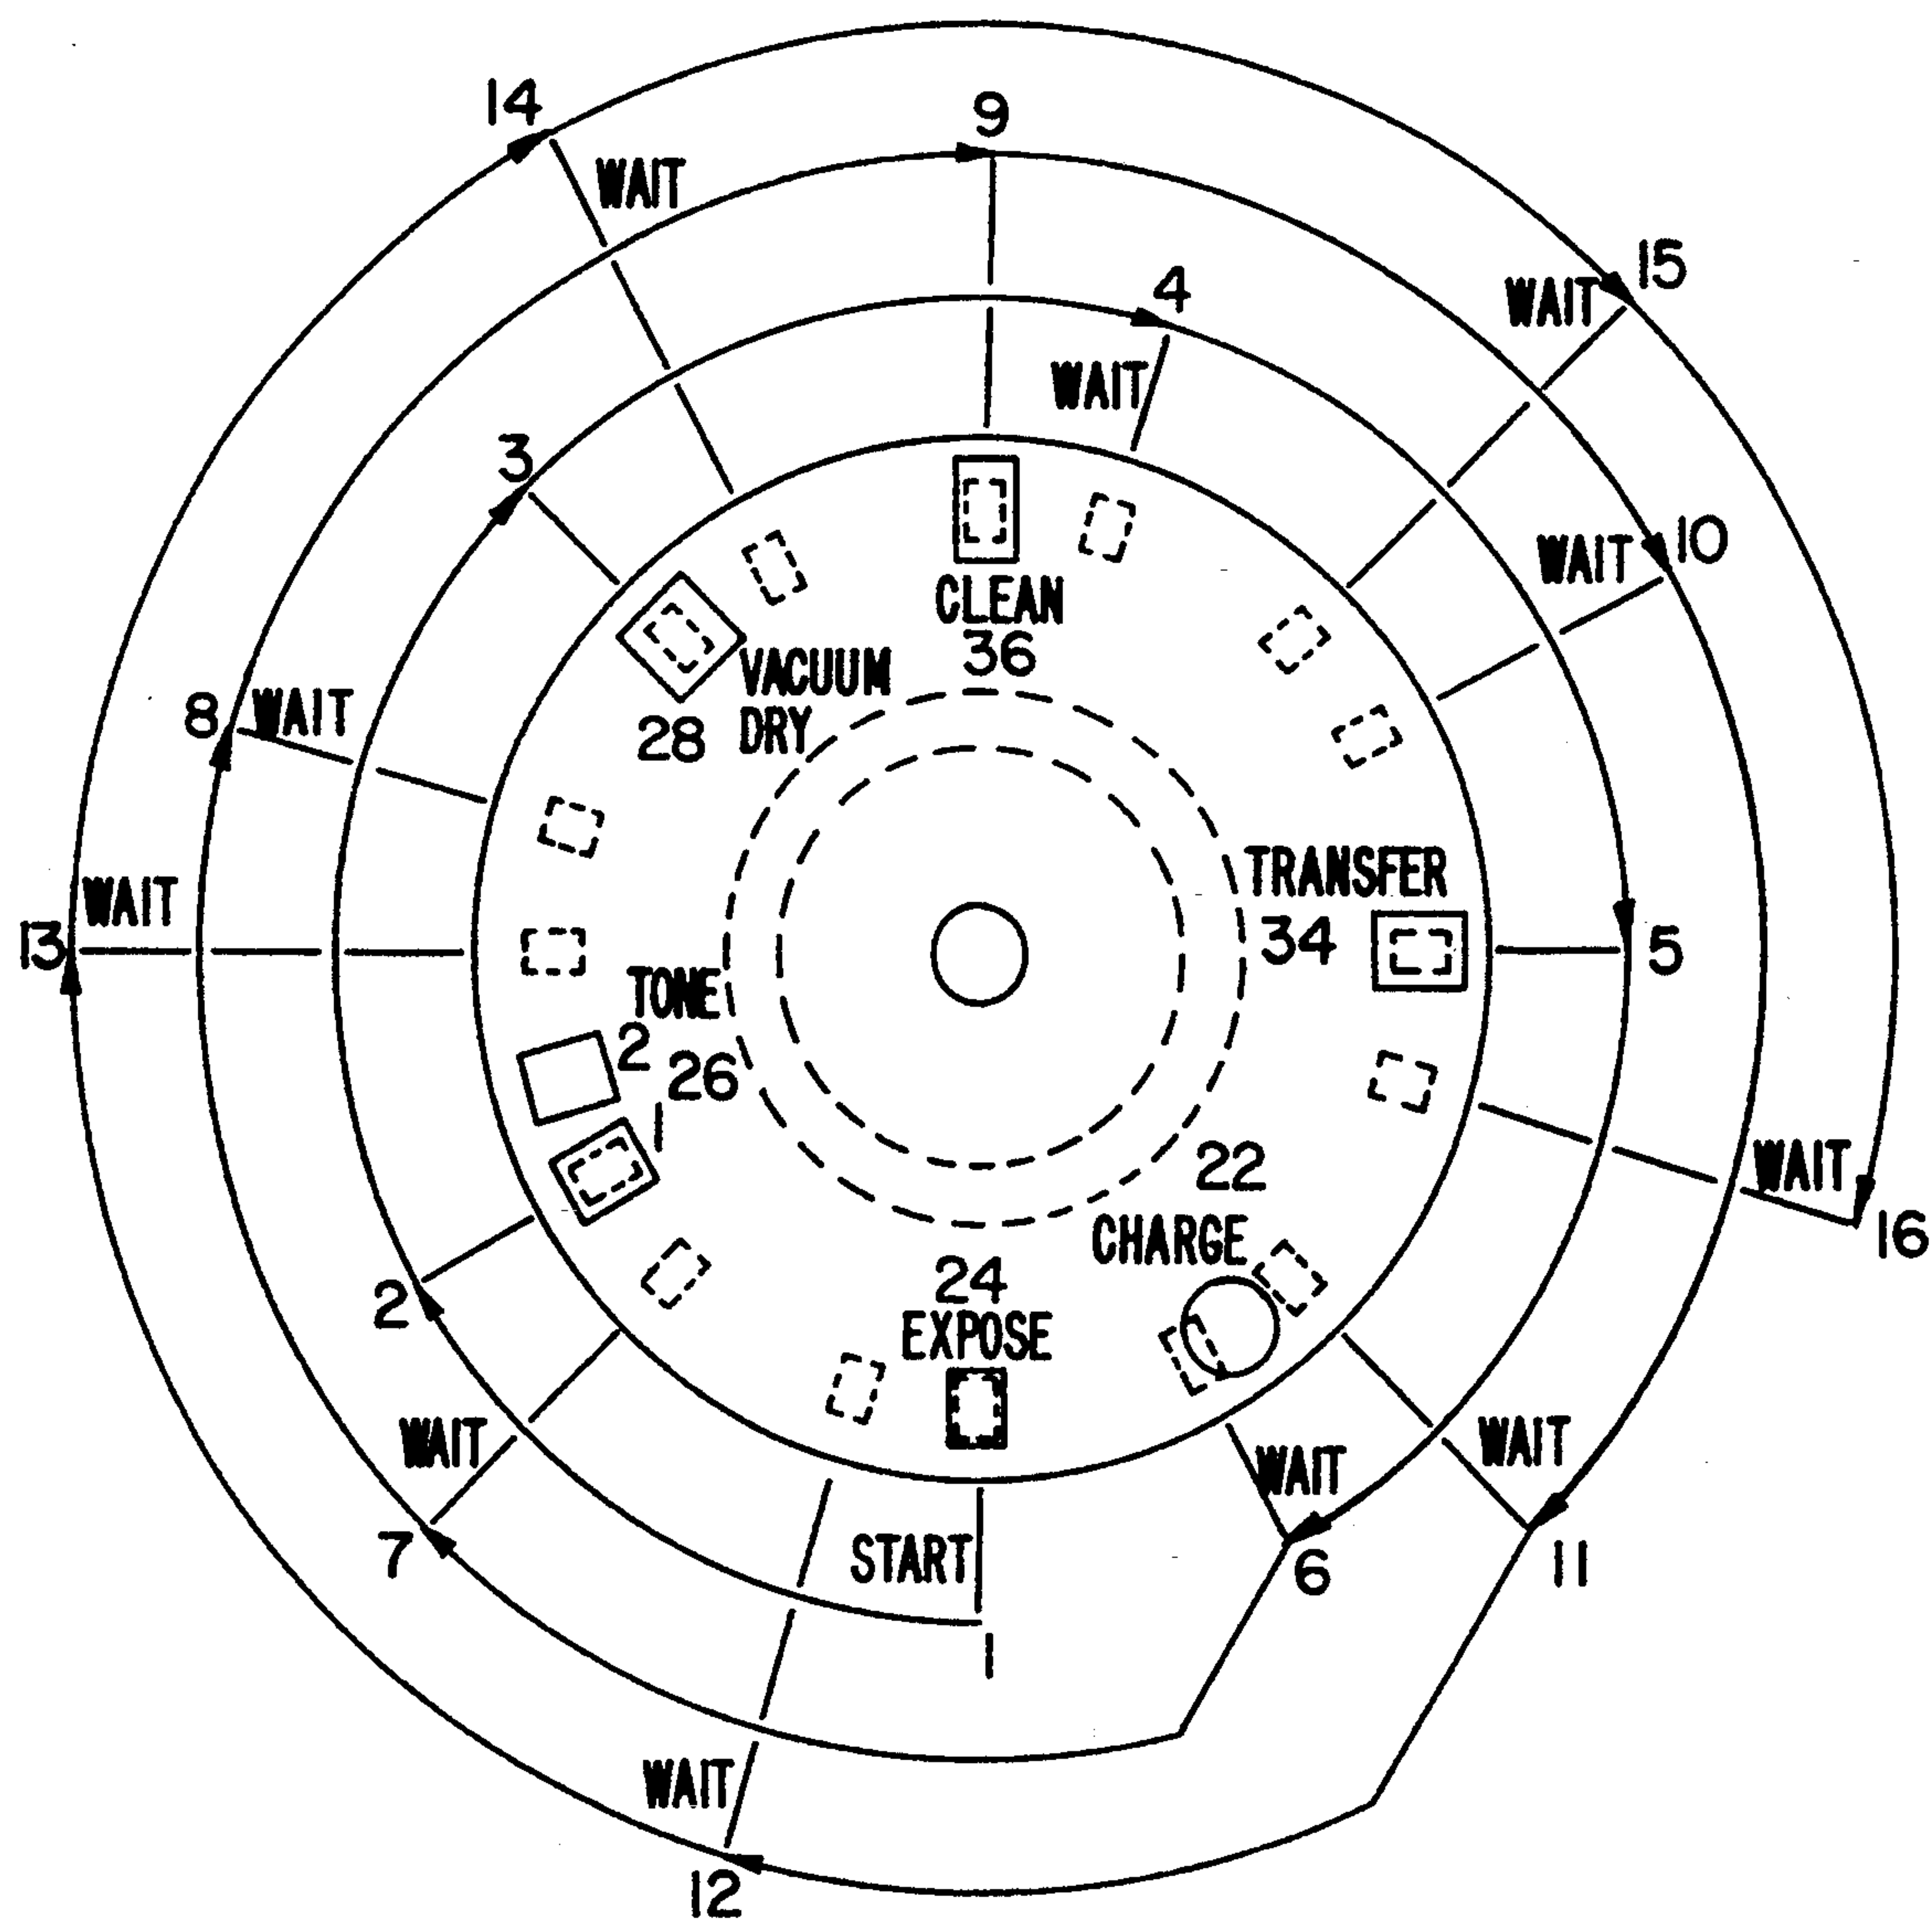 14
9
WAIT
15
4
WAIT
WAIT
3
10
WAIT
CLEAN
36
VACUUM
DRY
28
8
WAIT
TRANSFER
34
WAIT
13
5
TONE
2
26
1
22
WAIT
16
CHARGE
24
EXPOSE
2
WAIT
WAIT
WAIT
7
START
6
11
1
WAIT
12